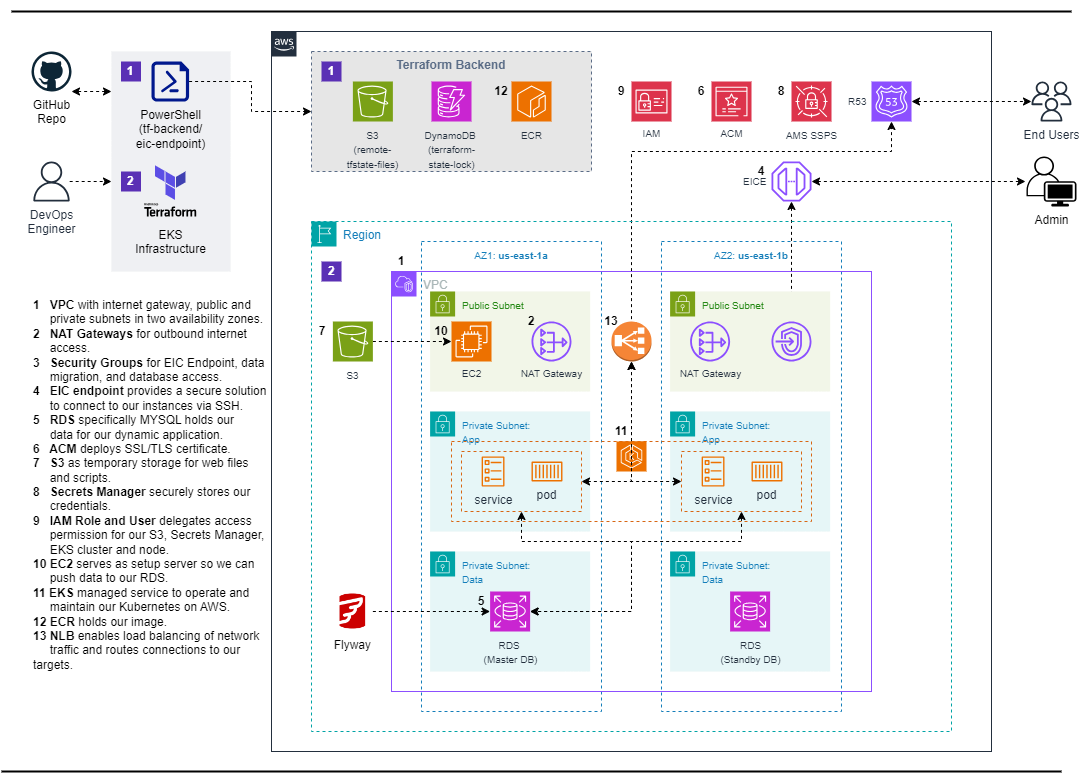 aws
GitHub
Repo
1
PowerShell
(tf-backend/
eic-endpoint)
DevOps
Engineer
2
HashiCorp
Terraform
EKS
Infrastructure
Terraform Backend
1
S3
(remote-
tfstate-files)
DynamoDB
(terraform-
state-lock)
12
ECR
9
IAM
6
ACM
8
AMS SSPS
R53
53
End Users
4
EICE
Admin
Region
2
AZ1: us-east-1a
AZ2: us-east-1b
1
VPC
Public Subnet
Public Subnet
7
S3
10
EC2
2
NAT Gateway
13
NAT Gateway
Private Subnet:
App
11
Private Subnet:
App
service
pod
service
pod
Private Subnet:
Data
Private Subnet:
Data
Flyway
5
RDS
(Master DB)
RDS
(Standby DB)
1 VPC with internet gateway, public and
private subnets in two availability zones.
2 NAT Gateways for outbound internet
access.
3 Security Groups for EIC Endpoint, data
migration, and database access.
4 EIC endpoint provides a secure solution
to connect to our instances via SSH.
5 RDS specifically MYSQL holds our
data for our dynamic application.
6 ACM deploys SSL/TLS certificate.
7 S3 as temporary storage for web files
and scripts.
8 Secrets Manager securely stores our
credentials.
9 IAM Role and User delegates access
permission for our S3, Secrets Manager,
EKS cluster and node.
10 EC2 serves as setup server so we can
push data to our RDS.
11 EKS managed service to operate and
maintain our Kubernetes on AWS.
12 ECR holds our image.
13 NLB enables load balancing of network
traffic and routes connections to our
targets.